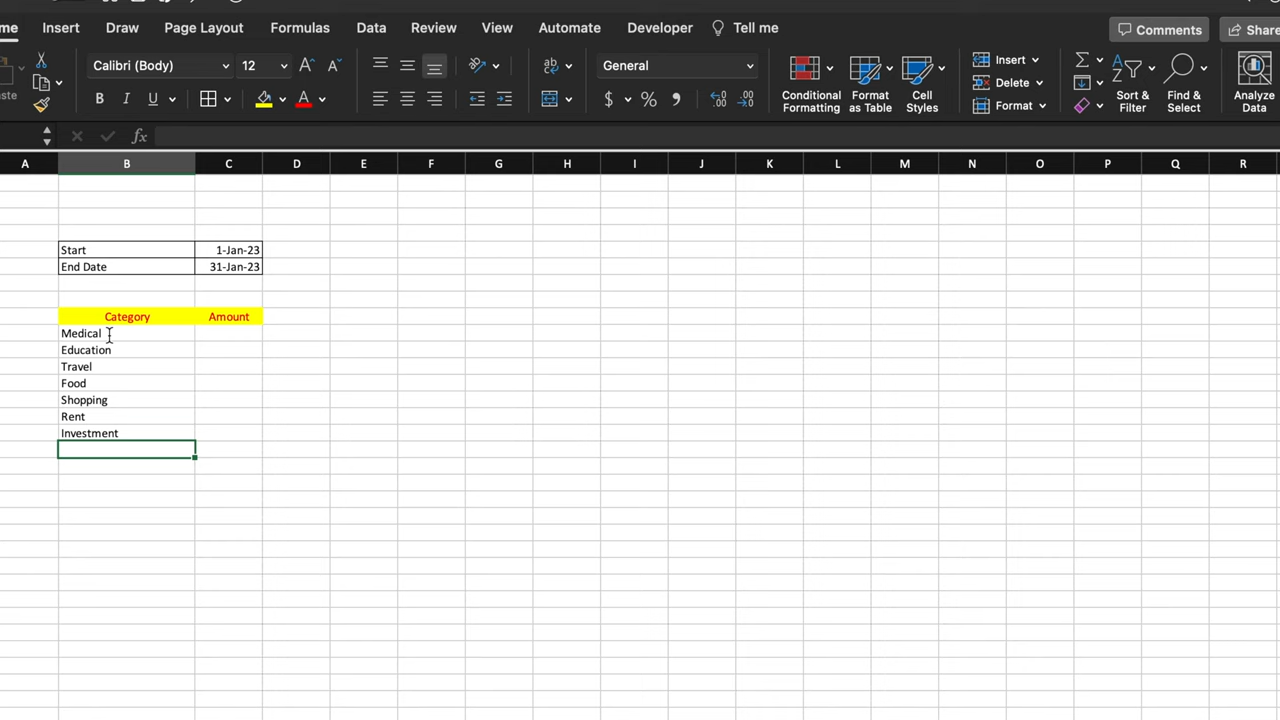 me Insert Draw Page Layout Formulas Data Review View Automate Developer Tell me Comments Share
Calibri (Body) 12 A A General Insert
Delete
Format
Conditional Formatting
Format as Table
Cell Styles
Sort & Filter
Find & Select
Analyze Data
aste B I U A ab $ % ,
fx
A B C D E F G H I J K L M N O P Q R
Start 1-Jan-23
End Date 31-Jan-23
Category Amount
Medical
Education
Travel
Food
Shopping
Rent
Investment